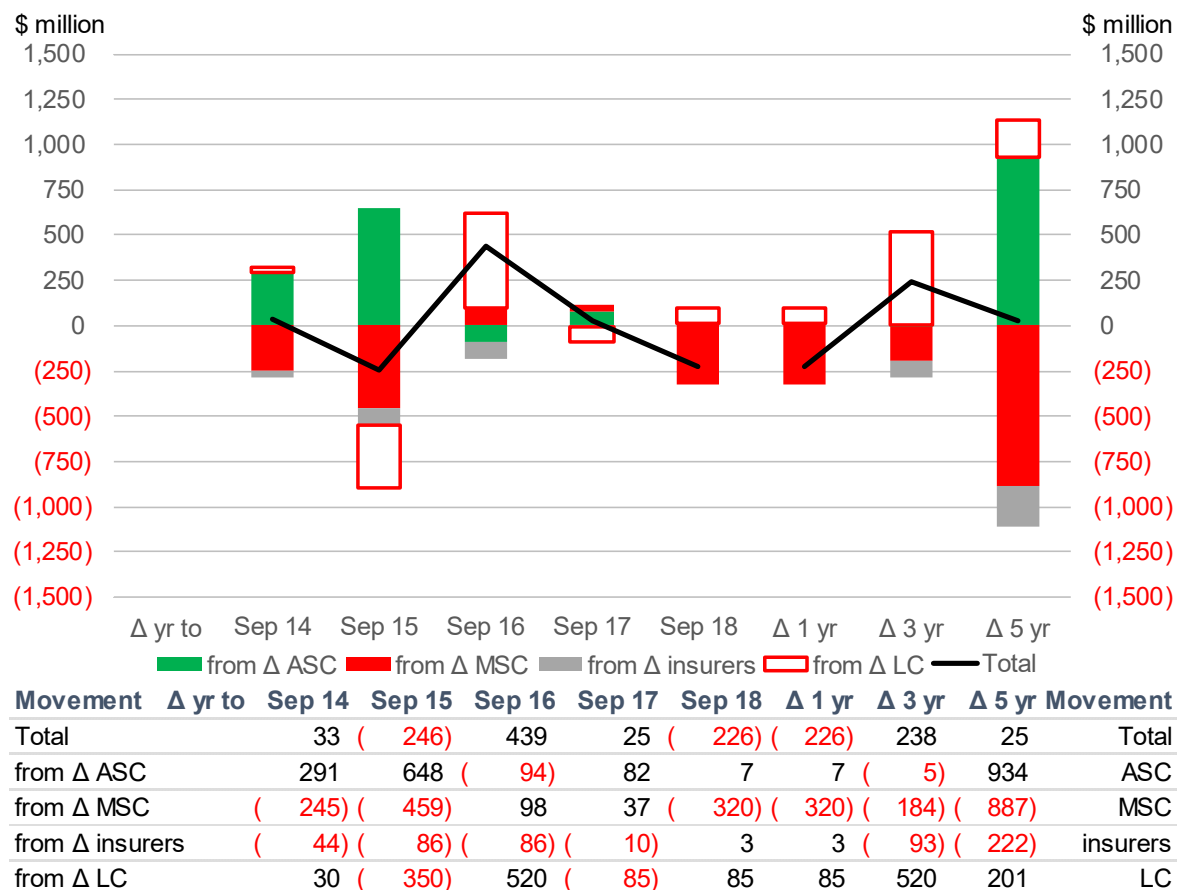 $ million $ million
1,500 1,500
1,250 1,250
1,000 1,000
750 750
500 500
250 250
0 0
(250) (250)
(500) (500)
(750) (750)
(1,000) (1,000)
(1,250) (1,250)
(1,500) (1,500)
Δ yr to Sep 14 Sep 15 Sep 16 Sep 17 Sep 18 Δ 1 yr Δ 3 yr Δ 5 yr
from Δ ASC from Δ MSC from Δ insurers from Δ LC Total
Movement Δ yr to Sep 14 Sep 15 Sep 16 Sep 17 Sep 18 Δ 1 yr Δ 3 yr Δ 5 yr Movement
Total 33 ( 246) 439 25 ( 226) ( 226) 238 25 Total
from Δ ASC 291 648 ( 94) 82 7 7 ( 5) 934 ASC
from Δ MSC ( 245) ( 459) 98 37 ( 320) ( 320) ( 184) ( 887) MSC
from Δ insurers ( 44) ( 86) ( 86) ( 10) 3 3 ( 93) ( 222) insurers
from Δ LC 30 ( 350) 520 ( 85) 85 85 520 201 LC